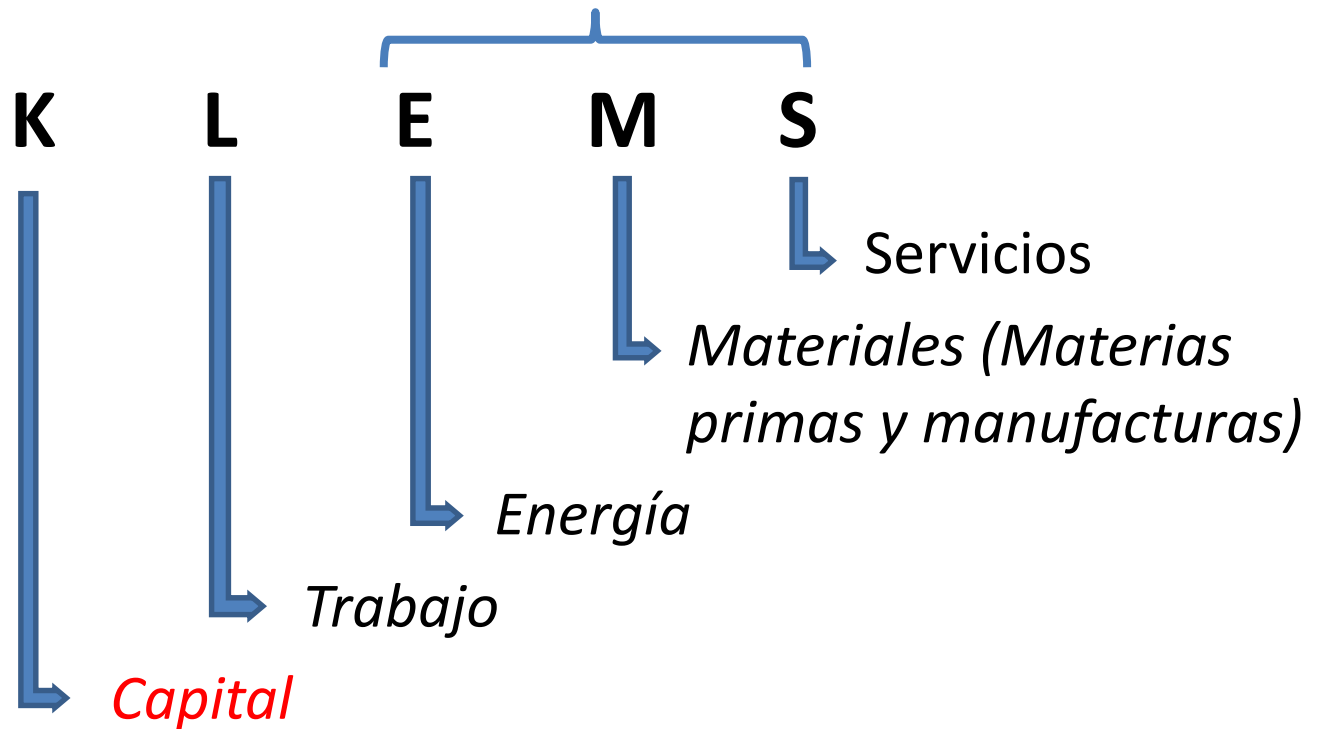 K L E M S
Servicios
Materiales (Materias
primas y manufacturas)
Energía
Trabajo
Capital